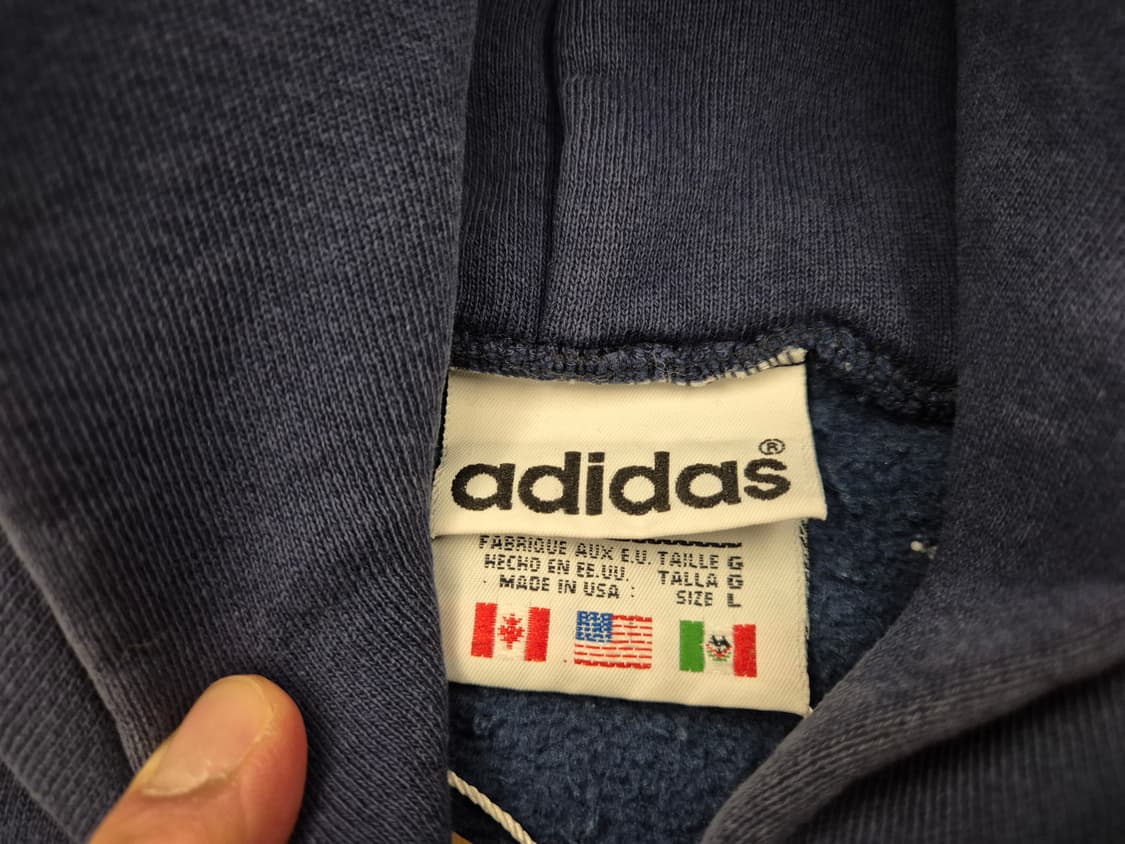 adidas®
FABRIQUE AUX E.U. TAILLE G
HECHO EN EE.UU. TALLA G
MADE IN USA : SIZE L